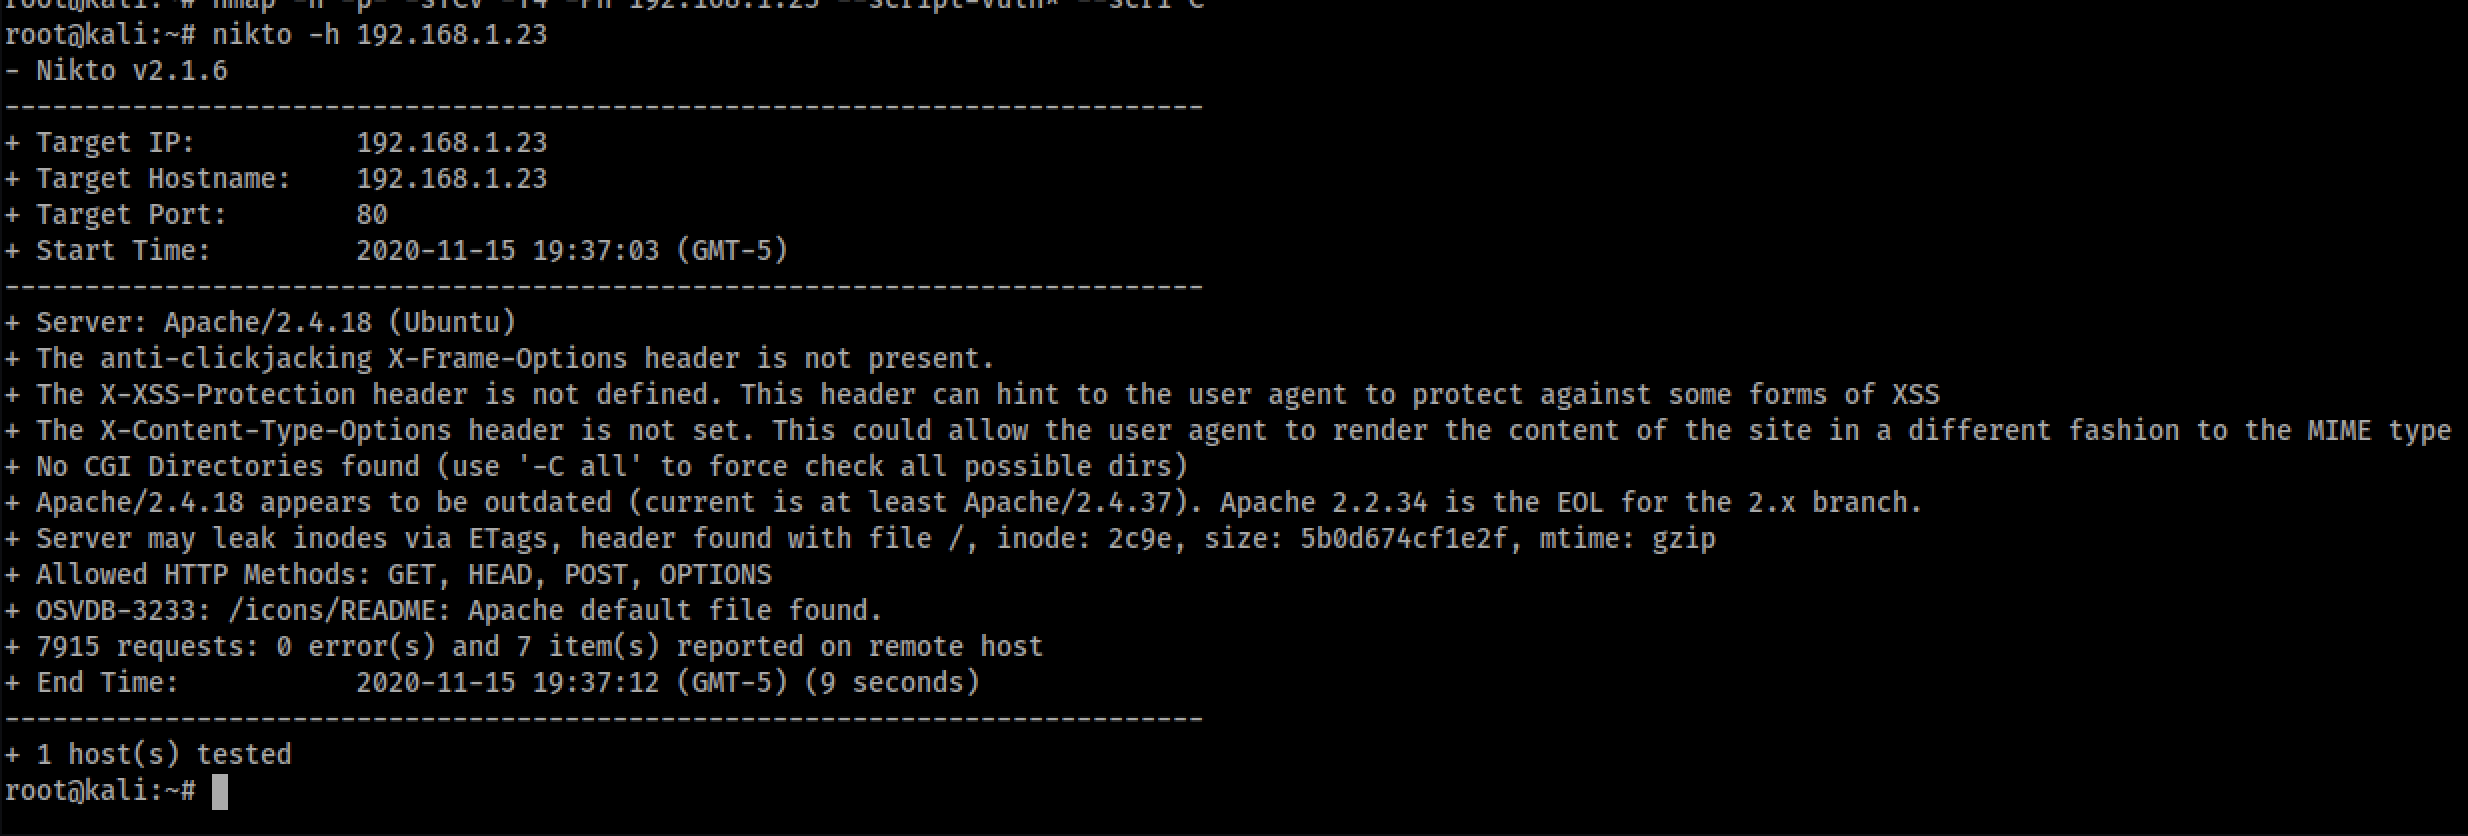 root@kali:~# nmap -n -p- -sTCV -T4 -Pn 192.168.1.23
root@kali:~# nikto -h 192.168.1.23
- Nikto v2.1.6
---------------------------------------------------------------------------
+ Target IP:          192.168.1.23
+ Target Hostname:    192.168.1.23
+ Target Port:        80
+ Start Time:         2020-11-15 19:37:03 (GMT-5)
---------------------------------------------------------------------------
+ Server: Apache/2.4.18 (Ubuntu)
+ The anti-clickjacking X-Frame-Options header is not present.
+ The X-XSS-Protection header is not defined. This header can hint to the user agent to protect against some forms of XSS
+ The X-Content-Type-Options header is not set. This could allow the user agent to render the content of the site in a different fashion to the MIME type
+ No CGI Directories found (use '-C all' to force check all possible dirs)
+ Apache/2.4.18 appears to be outdated (current is at least Apache/2.4.37). Apache 2.2.34 is the EOL for the 2.x branch.
+ Server may leak inodes via ETags, header found with file /, inode: 2c9e, size: 5b0d674cf1e2f, mtime: gzip
+ Allowed HTTP Methods: GET, HEAD, POST, OPTIONS
+ OSVDB-3233: /icons/README: Apache default file found.
+ 7915 requests: 0 error(s) and 7 item(s) reported on remote host
+ End Time:           2020-11-15 19:37:12 (GMT-5) (9 seconds)
---------------------------------------------------------------------------
+ 1 host(s) tested
root@kali:~#